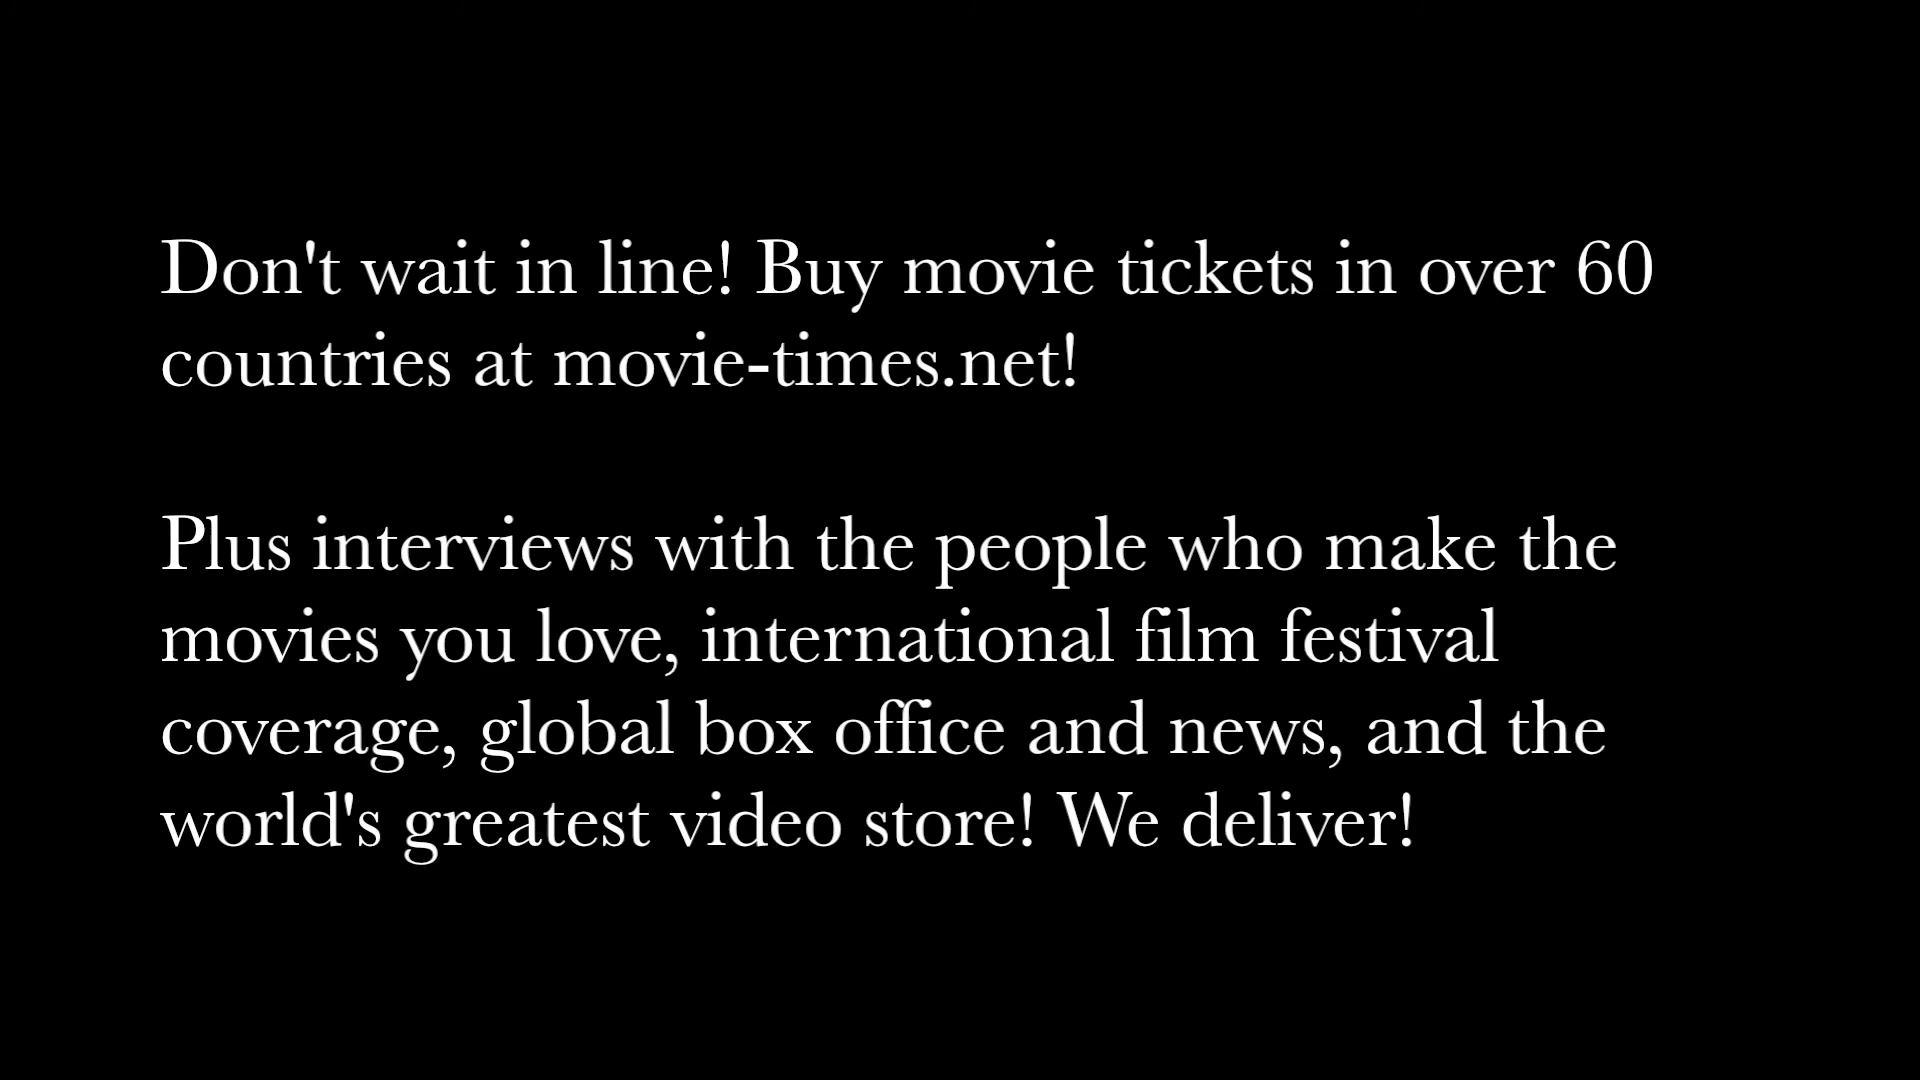 Don't wait in line! Buy movie tickets in over 60
countries at movie-times.net!
Plus interviews with the people who make the
movies you love, international film festival
coverage, global box office and news, and the
world's greatest video store! We deliver!